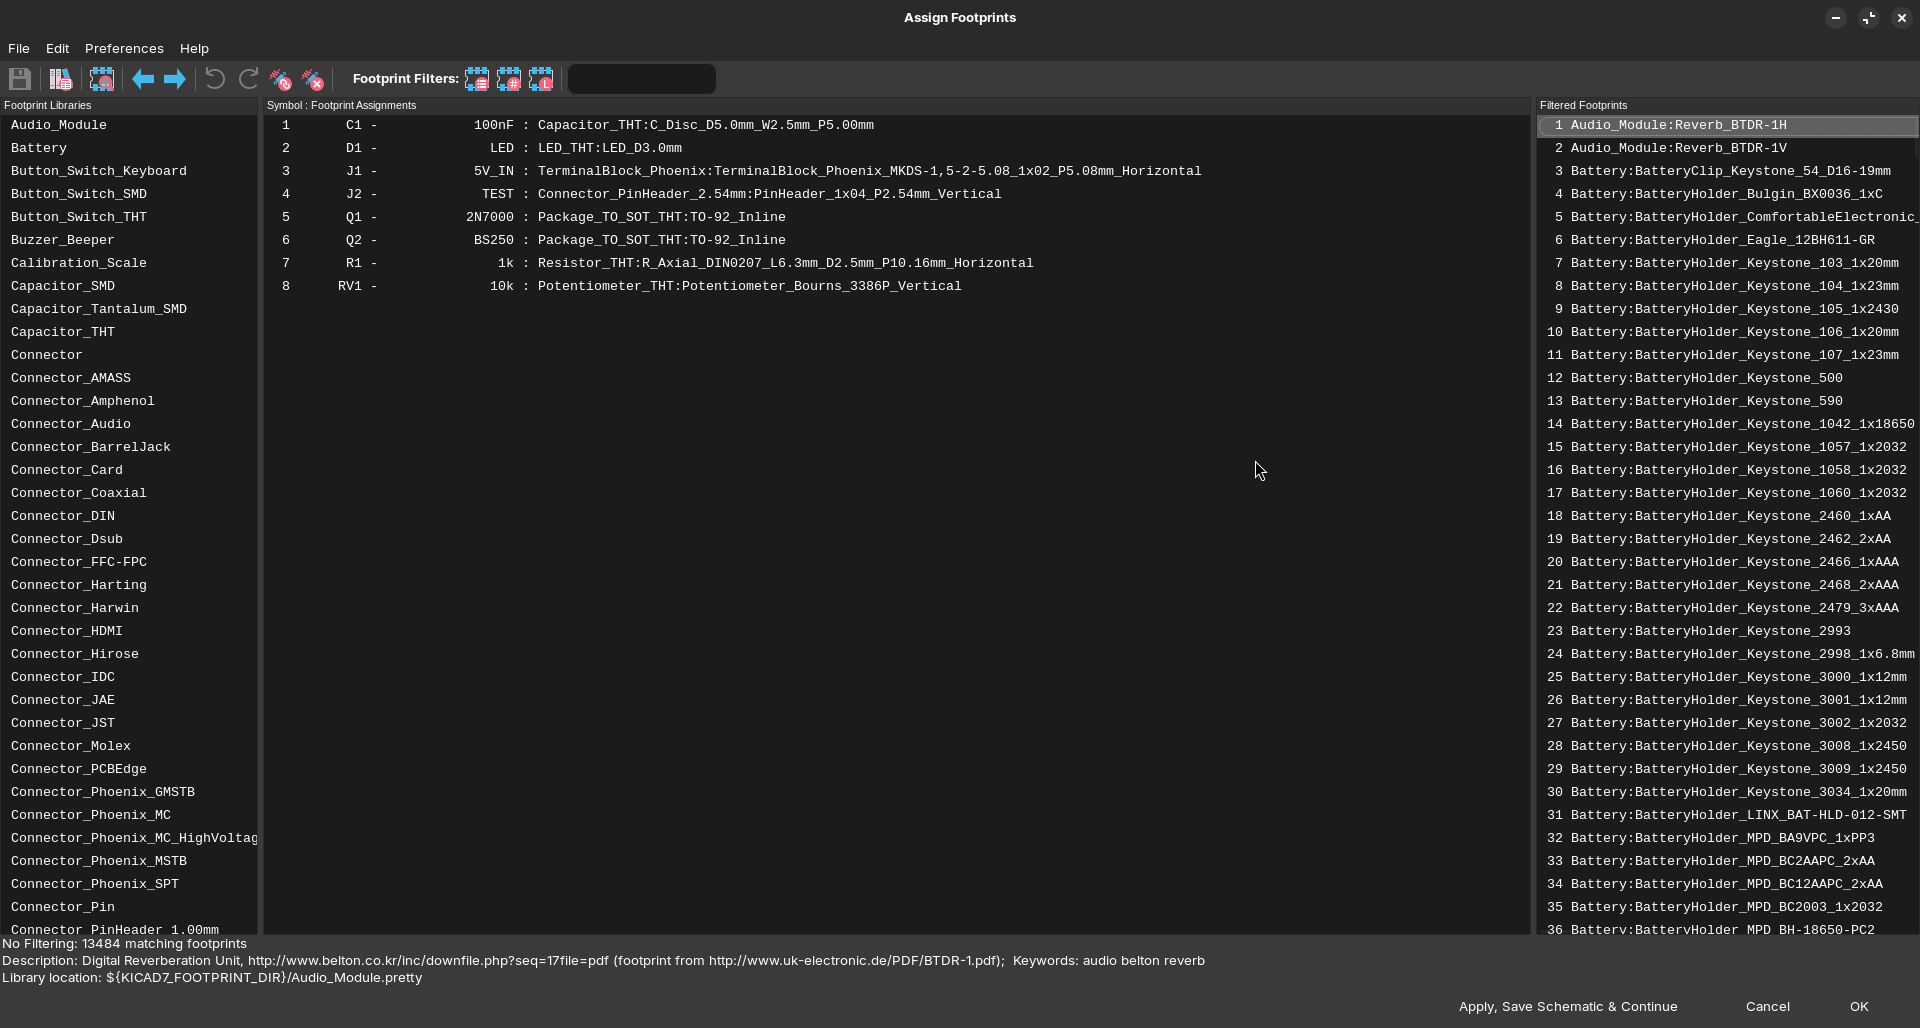 Assign Footprints
File Edit Preferences Help
Footprint Filters:
Footprint Libraries
Audio_Module
Battery
Button_Switch_Keyboard
Button_Switch_SMD
Button_Switch_THT
Buzzer_Beeper
Calibration_Scale
Capacitor_SMD
Capacitor_Tantalum_SMD
Capacitor_THT
Connector
Connector_AMASS
Connector_Amphenol
Connector_Audio
Connector_BarrelJack
Connector_Card
Connector_Coaxial
Connector_DIN
Connector_Dsub
Connector_FFC-FPC
Connector_Harting
Connector_Harwin
Connector_HDMI
Connector_Hirose
Connector_IDC
Connector_JAE
Connector_JST
Connector_Molex
Connector_PCBEdge
Connector_Phoenix_GMSTB
Connector_Phoenix_MC
Connector_Phoenix_MC_HighVoltag
Connector_Phoenix_MSTB
Connector_Phoenix_SPT
Connector_Pin
Connector_PinHeader_1.00mm
Symbol : Footprint Assignments
1 C1 - 100nF : Capacitor_THT:C_Disc_D5.0mm_W2.5mm_P5.00mm
2 D1 - LED : LED_THT:LED_D3.0mm
3 J1 - 5V_IN : TerminalBlock_Phoenix:TerminalBlock_Phoenix_MKDS-1,5-2-5.08_1x02_P5.08mm_Horizontal
4 J2 - TEST : Connector_PinHeader_2.54mm:PinHeader_1x04_P2.54mm_Vertical
5 Q1 - 2N7000 : Package_TO_SOT_THT:TO-92_Inline
6 Q2 - BS250 : Package_TO_SOT_THT:TO-92_Inline
7 R1 - 1k : Resistor_THT:R_Axial_DIN0207_L6.3mm_D2.5mm_P10.16mm_Horizontal
8 RV1 - 10k : Potentiometer_THT:Potentiometer_Bourns_3386P_Vertical
Filtered Footprints
1 Audio_Module:Reverb_BTDR-1H
2 Audio_Module:Reverb_BTDR-1V
3 Battery:BatteryClip_Keystone_54_D16-19mm
4 Battery:BatteryHolder_Bulgin_BX0036_1xC
5 Battery:BatteryHolder_ComfortableElectronic_
6 Battery:BatteryHolder_Eagle_12BH611-GR
7 Battery:BatteryHolder_Keystone_103_1x20mm
8 Battery:BatteryHolder_Keystone_104_1x23mm
9 Battery:BatteryHolder_Keystone_105_1x2430
10 Battery:BatteryHolder_Keystone_106_1x20mm
11 Battery:BatteryHolder_Keystone_107_1x23mm
12 Battery:BatteryHolder_Keystone_500
13 Battery:BatteryHolder_Keystone_590
14 Battery:BatteryHolder_Keystone_1042_1x18650
15 Battery:BatteryHolder_Keystone_1057_1x2032
16 Battery:BatteryHolder_Keystone_1058_1x2032
17 Battery:BatteryHolder_Keystone_1060_1x2032
18 Battery:BatteryHolder_Keystone_2460_1xAA
19 Battery:BatteryHolder_Keystone_2462_2xAA
20 Battery:BatteryHolder_Keystone_2466_1xAAA
21 Battery:BatteryHolder_Keystone_2468_2xAAA
22 Battery:BatteryHolder_Keystone_2479_3xAAA
23 Battery:BatteryHolder_Keystone_2993
24 Battery:BatteryHolder_Keystone_2998_1x6.8mm
25 Battery:BatteryHolder_Keystone_3000_1x12mm
26 Battery:BatteryHolder_Keystone_3001_1x12mm
27 Battery:BatteryHolder_Keystone_3002_1x2032
28 Battery:BatteryHolder_Keystone_3008_1x2450
29 Battery:BatteryHolder_Keystone_3009_1x2450
30 Battery:BatteryHolder_Keystone_3034_1x20mm
31 Battery:BatteryHolder_LINX_BAT-HLD-012-SMT
32 Battery:BatteryHolder_MPD_BA9VPC_1xPP3
33 Battery:BatteryHolder_MPD_BC2AAPC_2xAA
34 Battery:BatteryHolder_MPD_BC12AAPC_2xAA
35 Battery:BatteryHolder_MPD_BC2003_1x2032
36 Battery:BatteryHolder_MPD_BH-18650-PC2
No Filtering: 13484 matching footprints
Description: Digital Reverberation Unit, http://www.belton.co.kr/inc/downfile.php?seq=17file=pdf (footprint from http://www.uk-electronic.de/PDF/BTDR-1.pdf);  Keywords: audio belton reverb
Library location: ${KICAD7_FOOTPRINT_DIR}/Audio_Module.pretty
Apply, Save Schematic & Continue Cancel OK